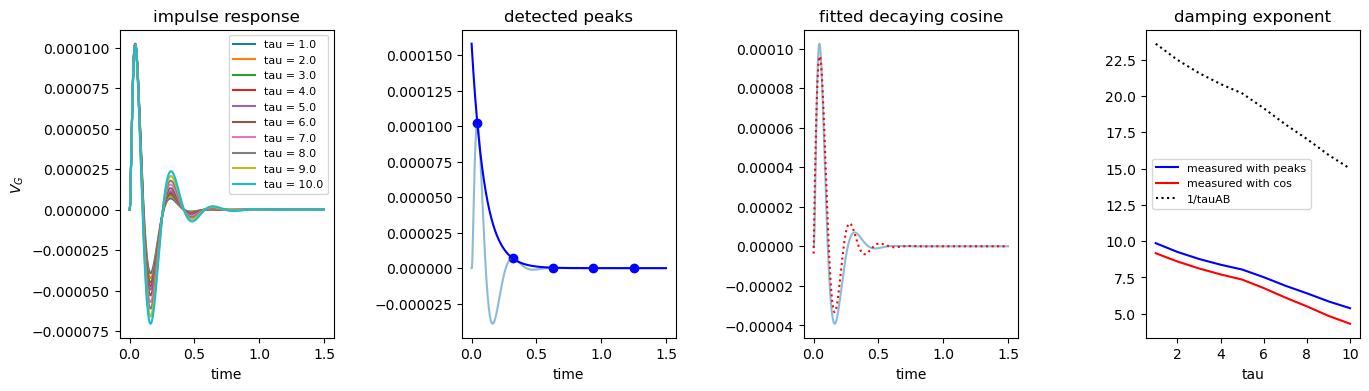 impulse response
0.000100
0.000075
0.000050
0.000025
0.000000
−0.000025
−0.000050
−0.000075
V_G
0.0
0.5
1.0
1.5
time
tau = 1.0
tau = 2.0
tau = 3.0
tau = 4.0
tau = 5.0
tau = 6.0
tau = 7.0
tau = 8.0
tau = 9.0
tau = 10.0
detected peaks
0.000150
0.000125
0.000100
0.000075
0.000050
0.000025
0.000000
−0.000025
0.0
0.5
1.0
1.5
time
fitted decaying cosine
0.00010
0.00008
0.00006
0.00004
0.00002
0.00000
−0.00002
−0.00004
0.0
0.5
1.0
1.5
time
damping exponent
22.5
20.0
17.5
15.0
12.5
10.0
7.5
5.0
measured with peaks
measured with cos
1/tauAB
2
4
6
8
10
tau